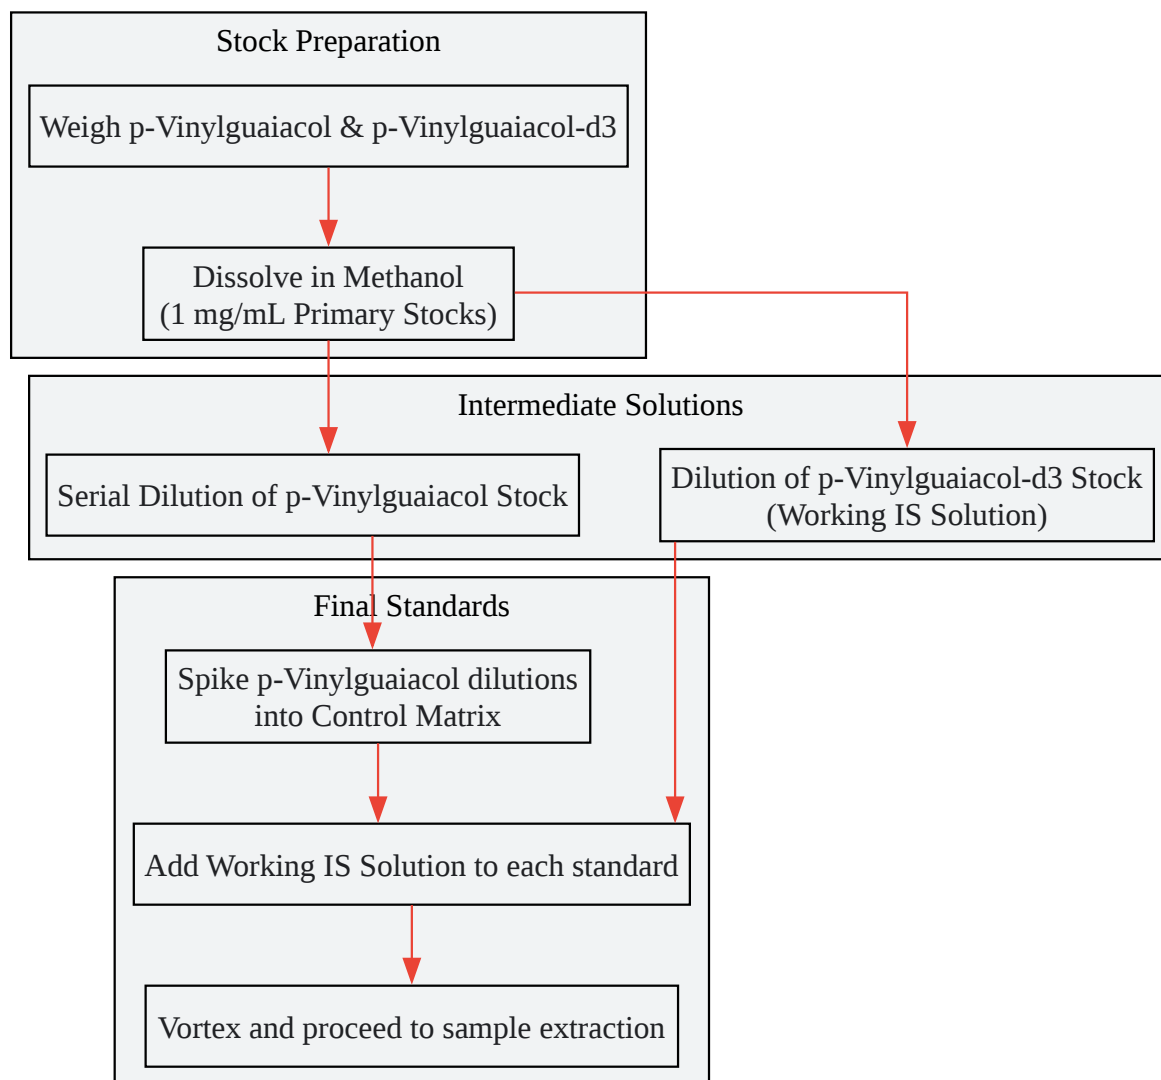 Stock Preparation
Weigh p-Vinylguaiacol & p-Vinylguaiacol-d3
Dissolve in Methanol
(1 mg/mL Primary Stocks)
Intermediate Solutions
Serial Dilution of p-Vinylguaiacol Stock
Dilution of p-Vinylguaiacol-d3 Stock
(Working IS Solution)
Final Standards
Spike p-Vinylguaiacol dilutions
into Control Matrix
Add Working IS Solution to each standard
Vortex and proceed to sample extraction